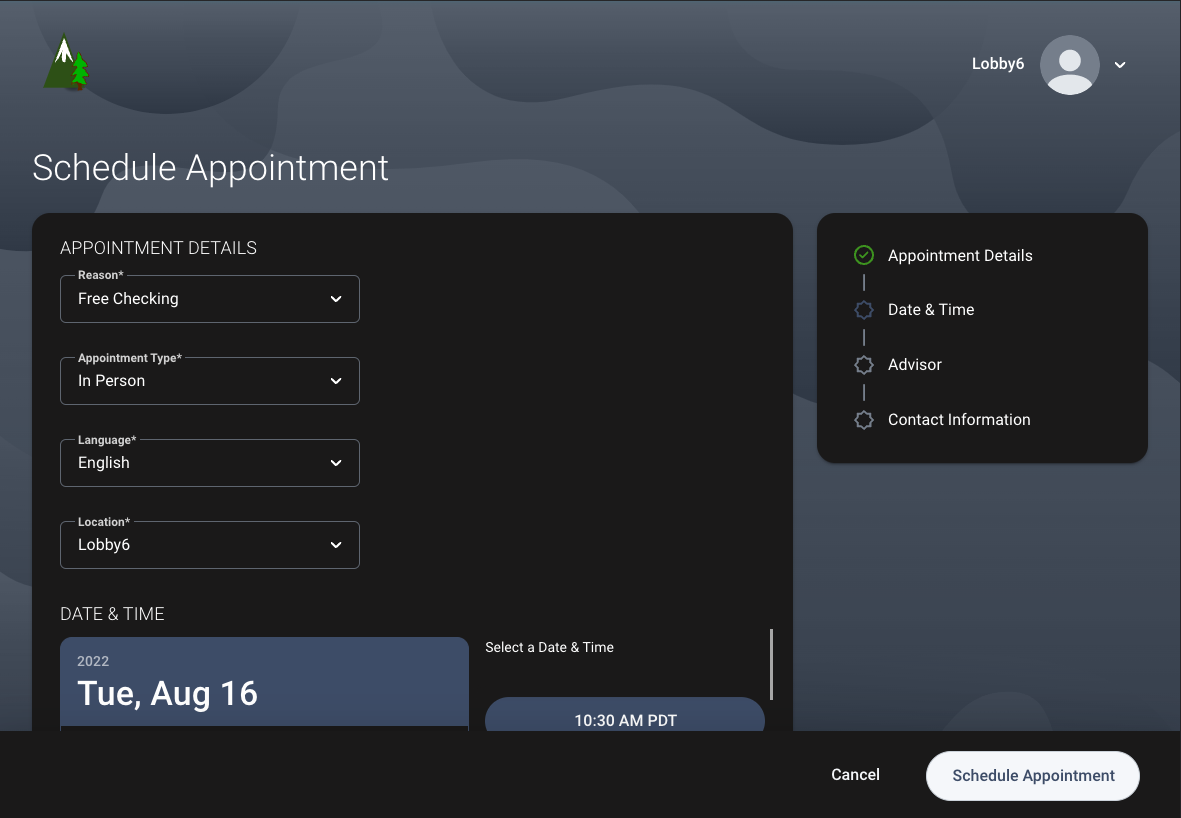 Lobby6
Schedule Appointment
APPOINTMENT DETAILS
Reason*
Free Checking
Appointment Type*
In Person
Language*
English
Location*
Lobby6
DATE & TIME
2022
Tue, Aug 16
Select a Date & Time
10:30 AM PDT
Appointment Details
Date & Time
Advisor
Contact Information
Cancel
Schedule Appointment